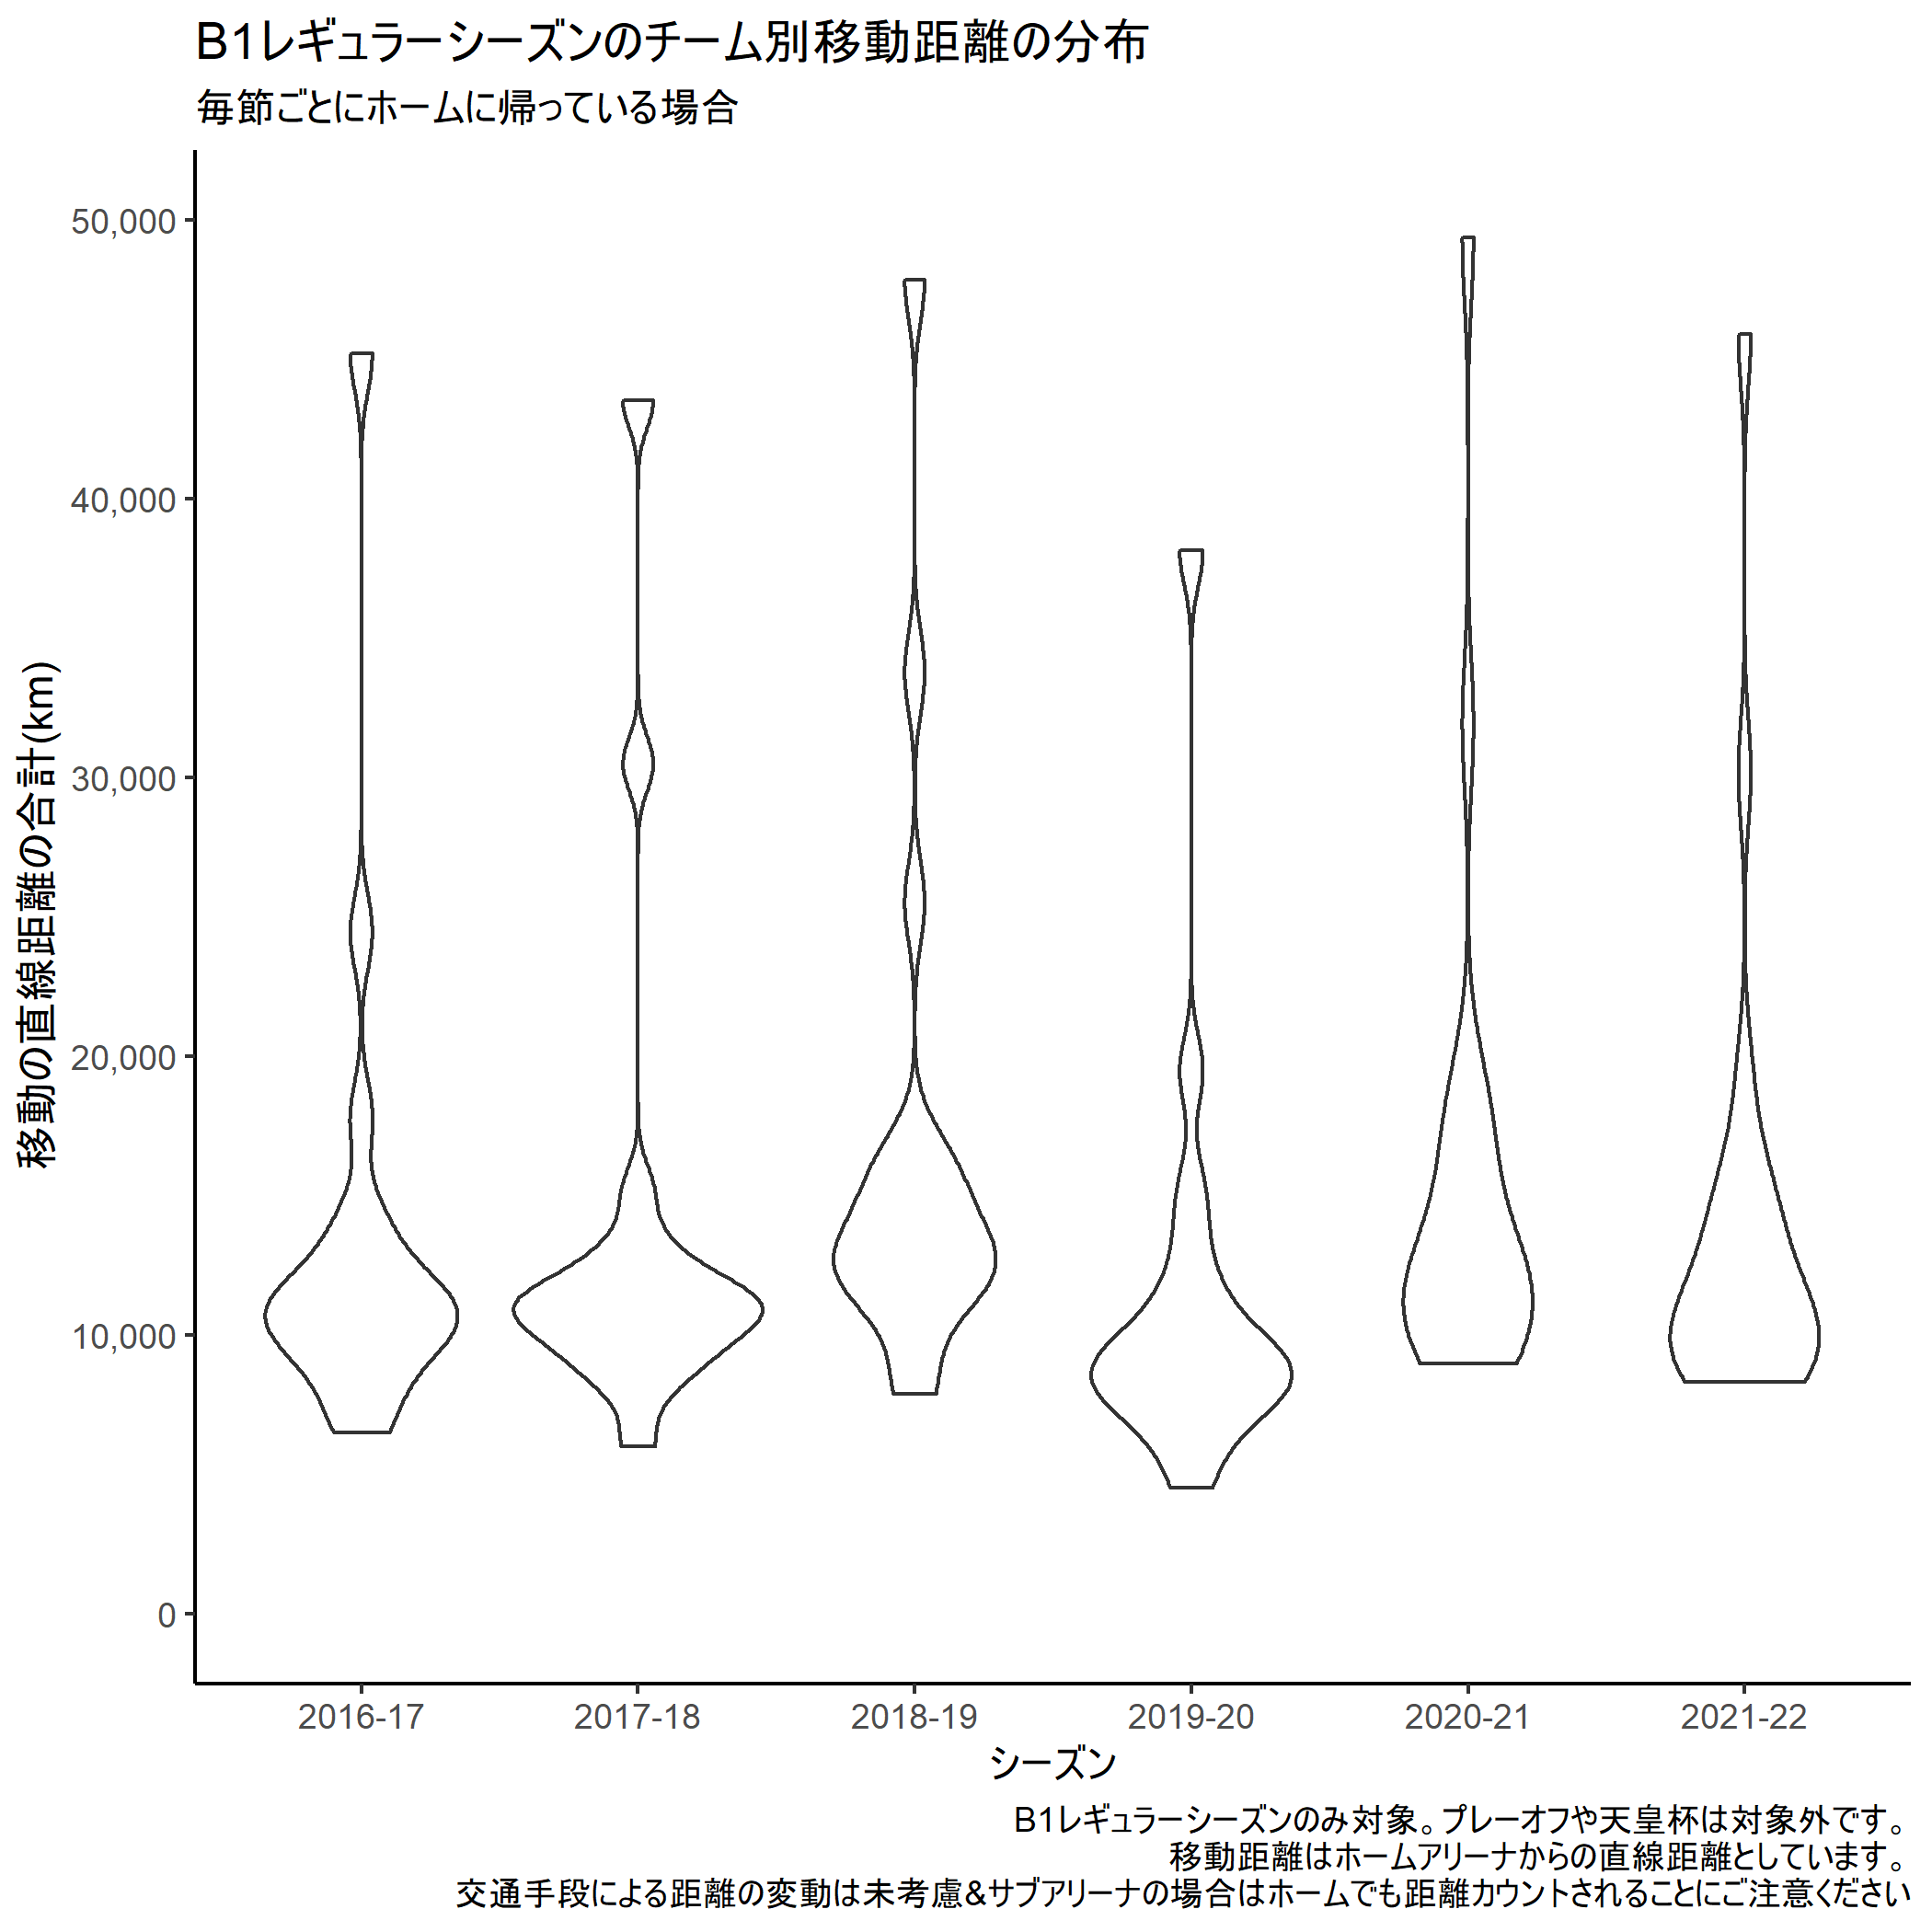 B1レギュラーシーズンのチーム別移動距離の分布
毎節ごとにホームに帰っている場合
移動の直線距離の合計(km)
50,000
40,000
30,000
20,000
10,000
0
2016-17
2017-18
2018-19
2019-20
2020-21
2021-22
シーズン
B1レギュラーシーズンのみ対象。プレーオフや天皇杯は対象外です。
移動距離はホームアリーナからの直線距離としています。
交通手段による距離の変動は未考慮&サブアリーナの場合はホームでも距離カウントされることにご注意ください